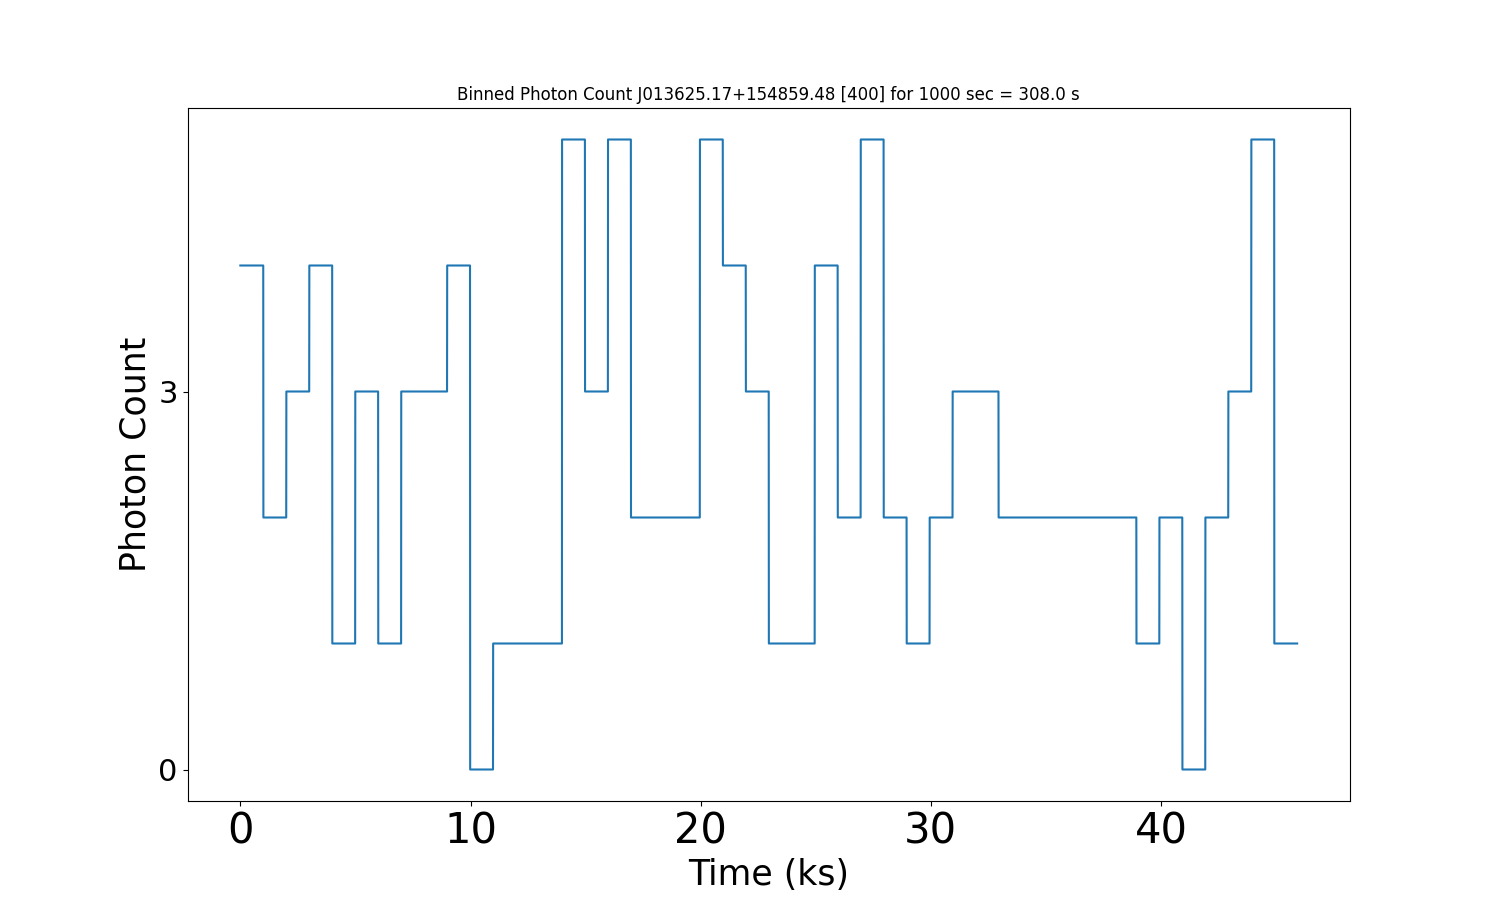 Binned Photon Count J013625.17+154859.48 [400] for 1000 sec = 308.0 s
Photon Count
3
0
0 10 20 30 40
Time (ks)